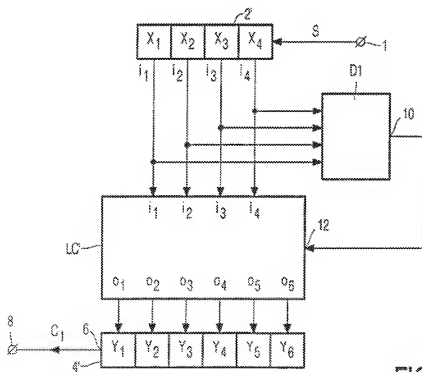 2'
X1 X2 X3 X4
S
1
i1 i2 i3 i4
D1
10
i1 i2 i3 i4
12
LC'
o1 o2 o3 o4 o5 o6
8
C1
6
4'
Y1 Y2 Y3 Y4 Y5 Y6